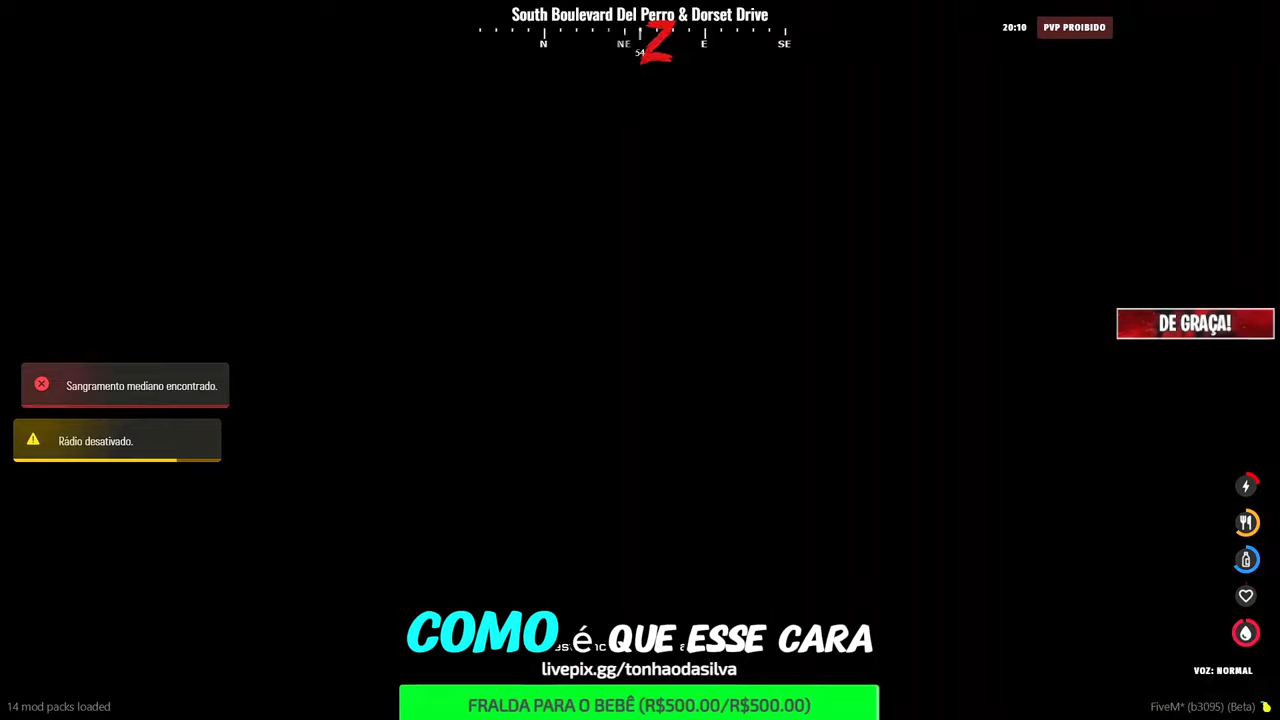 South Boulevard Del Perro & Dorset Drive
N NE E SE
Z
20:10 PVP PROIBIDO
DE GRAÇA!
Sangramento mediano encontrado.
Rádio desativado.
COMO é QUE ESSE CARA
livepix.gg/tonhaodasilva
FRALDA PARA O BEBÊ (R$500.00/R$500.00)
VOZ: NORMAL
14 mod packs loaded
FiveM* (b3095) (Beta)